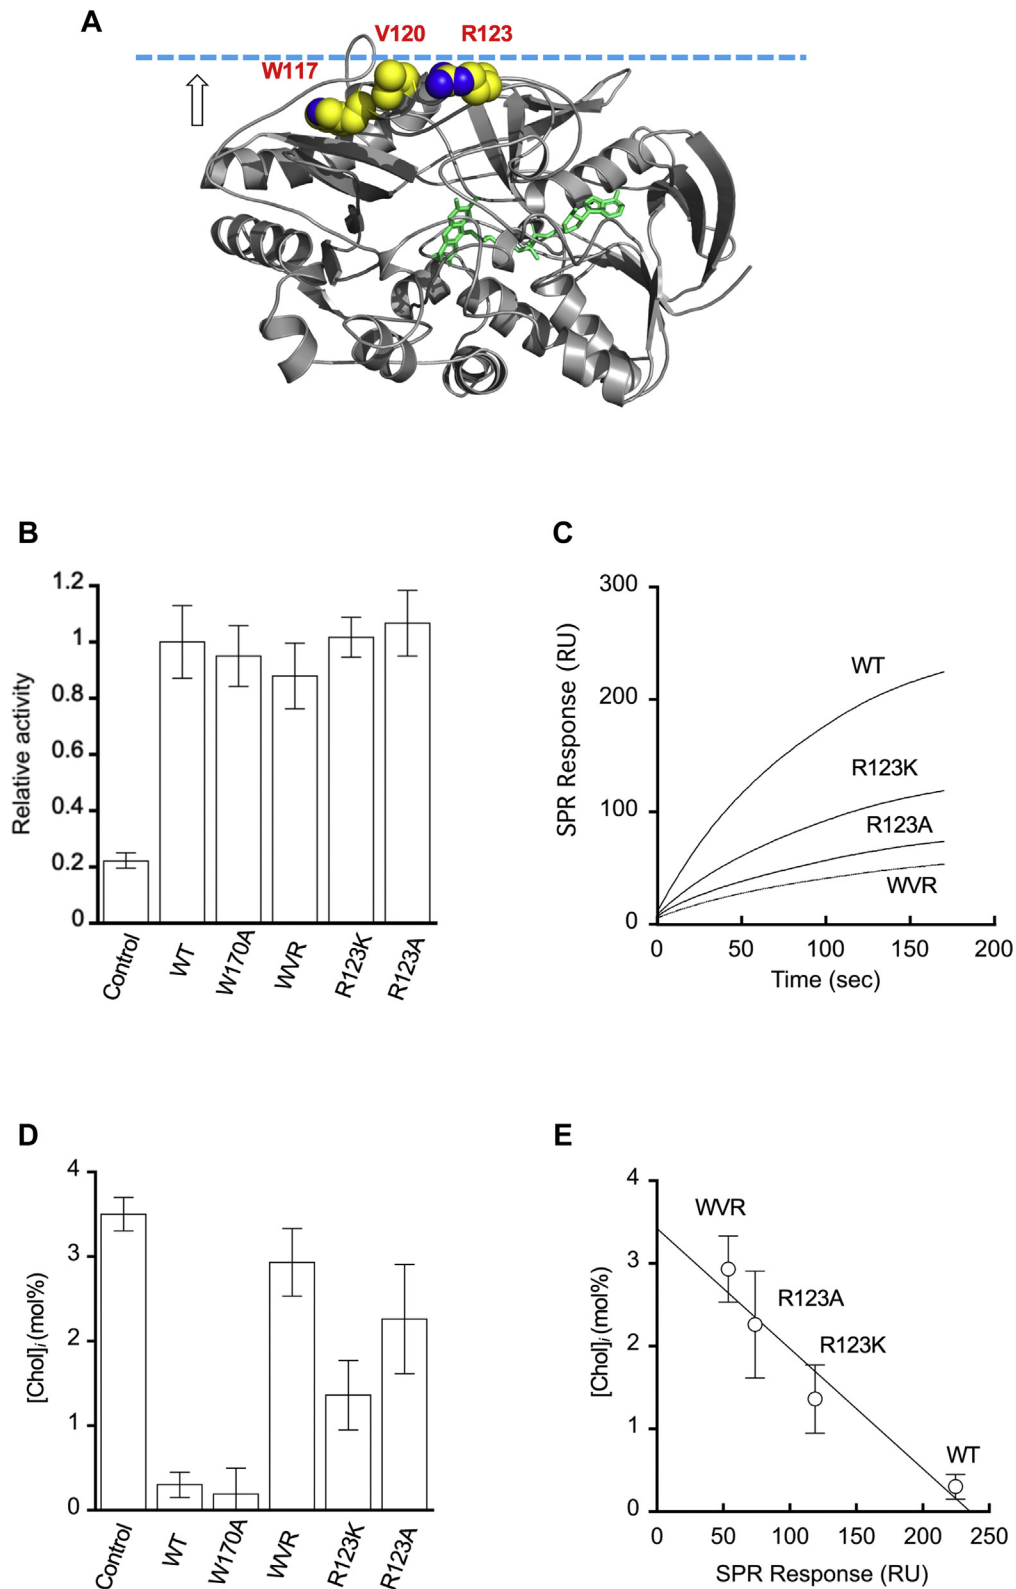 A
V120 R123
W117
B
1.2
1
0.8
0.6
0.4
0.2
0
Relative activity
Control WT W170A WVR R123K R123A
C
300
200
100
0
SPR Response (RU)
WT
R123K
R123A
WVR
0 50 100 150 200
Time (sec)
D
4
3
2
1
0
[Chol]i (mol%)
Control WT W170A WVR R123K R123A
E
4
3
2
1
0
[Chol]i (mol%)
WVR
R123A
R123K
WT
0 50 100 150 200 250
SPR Response (RU)